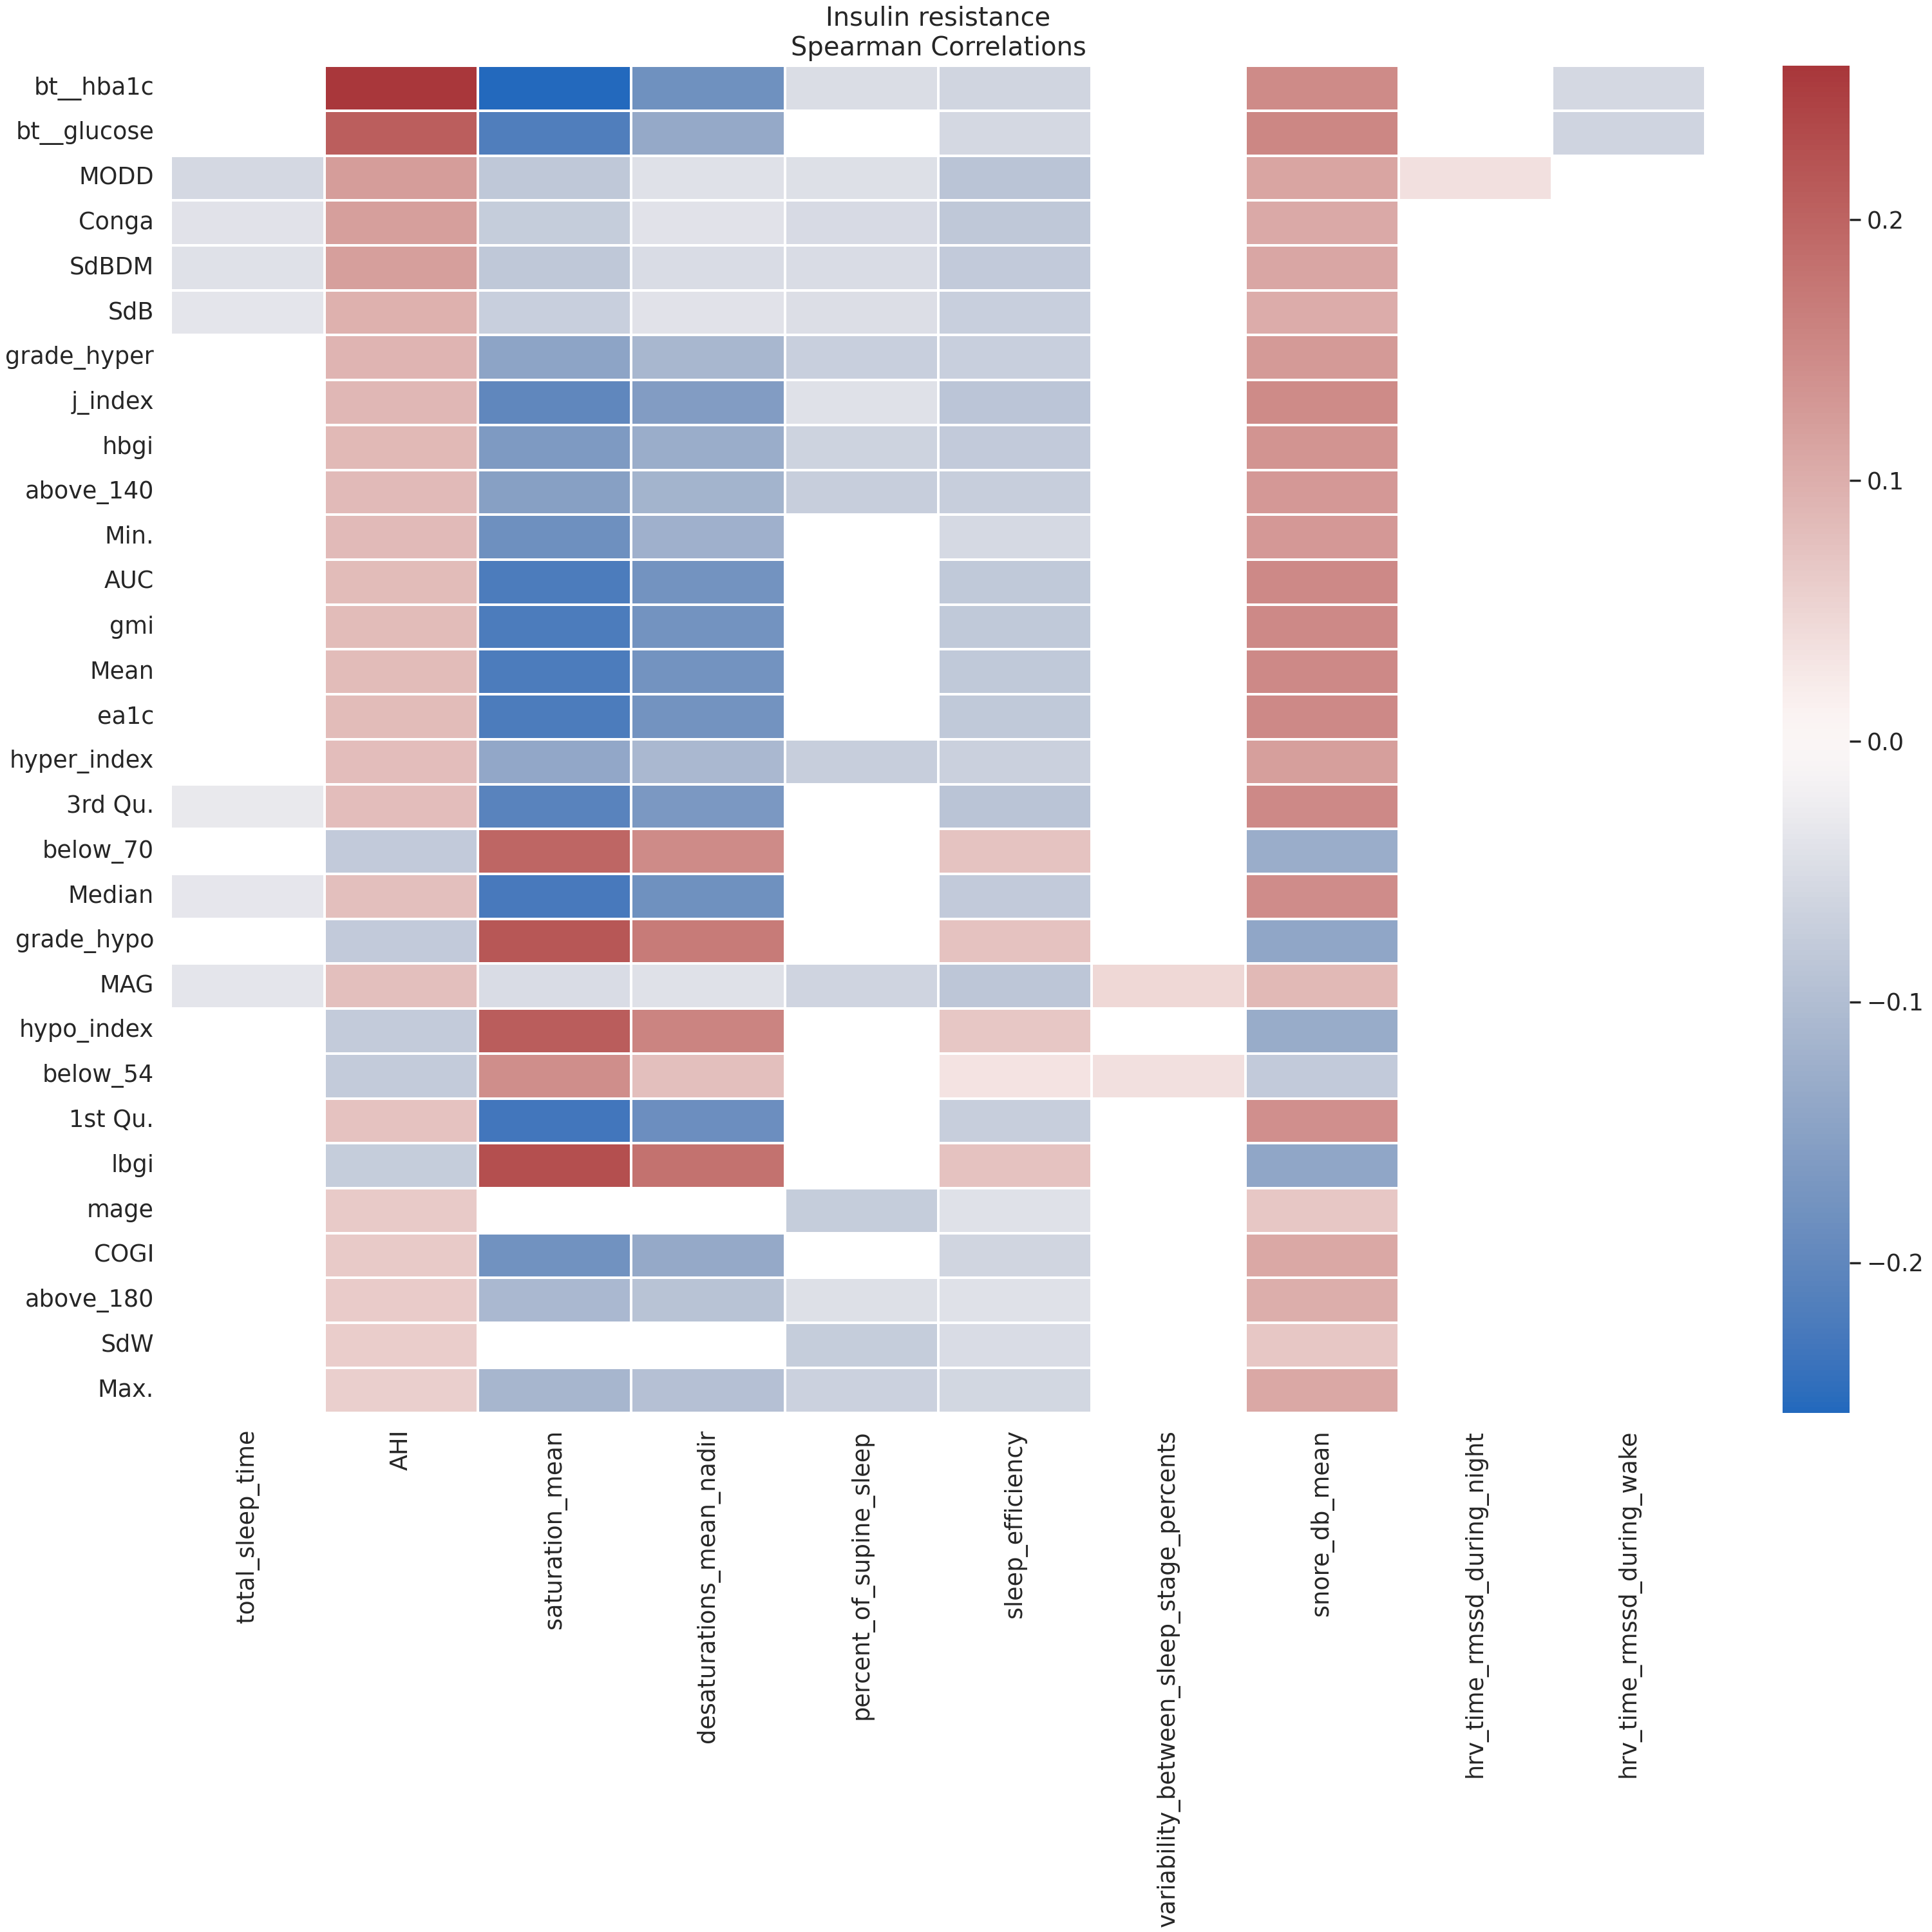 Insulin resistance
Spearman Correlations
bt__hba1c
bt__glucose
MODD
Conga
SdBDM
SdB
grade_hyper
j_index
hbgi
above_140
Min.
AUC
gmi
Mean
ea1c
hyper_index
3rd Qu.
below_70
Median
grade_hypo
MAG
hypo_index
below_54
1st Qu.
lbgi
mage
COGI
above_180
SdW
Max.
total_sleep_time
AHI
saturation_mean
desaturations_mean_nadir
percent_of_supine_sleep
sleep_efficiency
variability_between_sleep_stage_percents
snore_db_mean
hrv_time_rmssd_during_night
hrv_time_rmssd_during_wake
0.2
0.1
0.0
−0.1
−0.2